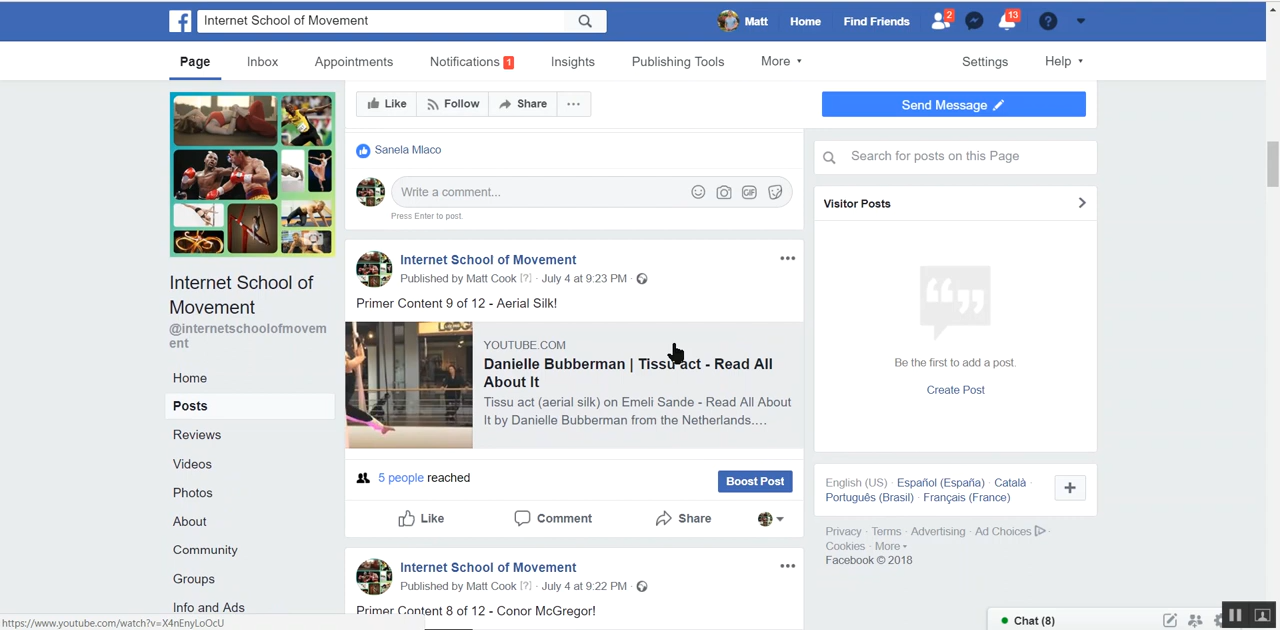 Internet School of Movement
Matt
Home
Find Friends
2
13
Page
Inbox
Appointments
Notifications 1
Insights
Publishing Tools
More
Settings
Help
Like
Follow
Share
Send Message
Internet School of
Movement
@internetschoolofmovem
ent
Home
Posts
Reviews
Videos
Photos
About
Community
Groups
Info and Ads
Sanela Mlaco
Write a comment...
GIF
Press Enter to post.
Internet School of Movement
Published by Matt Cook [?] · July 4 at 9:23 PM ·
Primer Content 9 of 12 - Aerial Silk!
YOUTUBE.COM
Danielle Bubberman | Tissu act - Read All
About It
Tissu act (aerial silk) on Emeli Sande - Read All About
It by Danielle Bubberman from the Netherlands....
5 people reached
Boost Post
Like
Comment
Share
Internet School of Movement
Published by Matt Cook [?] · July 4 at 9:22 PM ·
Primer Content 8 of 12 - Conor McGregor!
Search for posts on this Page
Visitor Posts
Be the first to add a post.
Create Post
English (US) · Español (España) · Català ·
Português (Brasil) · Français (France)
Privacy · Terms · Advertising · Ad Choices ·
Cookies · More
Facebook © 2018
Chat (8)
https://www.youtube.com/watch?v=X4nEnyLoOcU